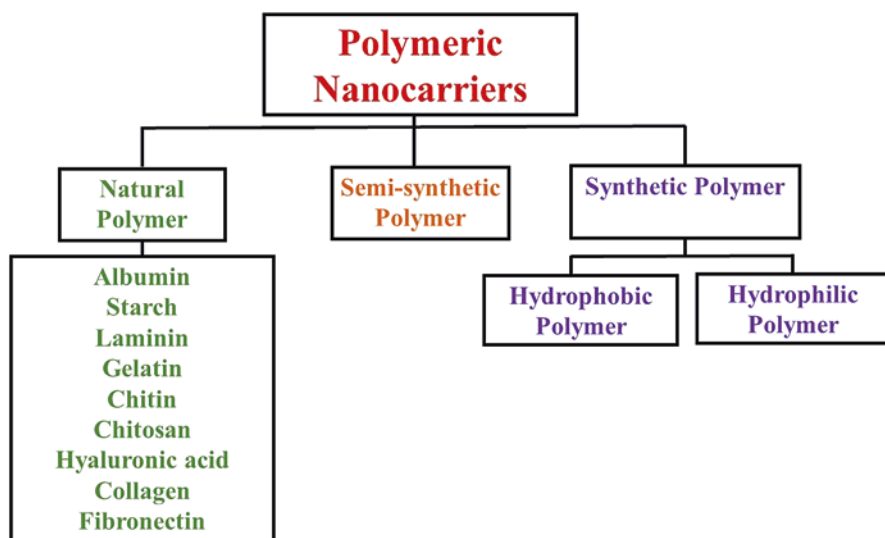 Polymeric
Nanocarriers
Natural
Polymer
Semi-synthetic
Polymer
Synthetic Polymer
Albumin
Starch
Laminin
Gelatin
Chitin
Chitosan
Hyaluronic acid
Collagen
Fibronectin
Hydrophobic
Polymer
Hydrophilic
Polymer